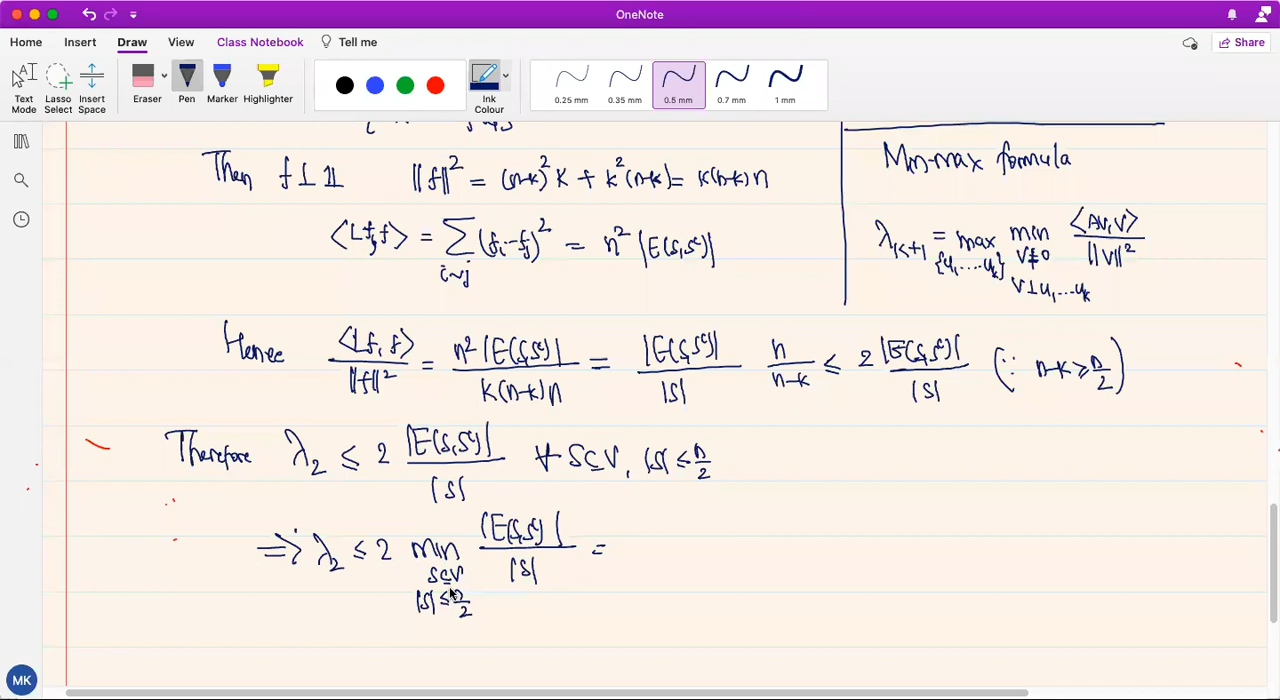 OneNote
Home Insert Draw View Class Notebook Tell me
Share
Text Mode
Lasso Select
Insert Space
Eraser
Pen
Marker
Highlighter
Ink Colour
0.25 mm
0.35 mm
0.5 mm
0.7 mm
1 mm
Then f ⊥ 𝟙 ||f||² = (n-k)²k + k²(n-k) = k(n-k)n
<Lf,f> = Σ_{i~j} (f_i - f_j)² = n² |E(S,S^c)|
Min-max formula
λ_{k+1} = max_{{u_1,...u_k}} min_{V≠0, V⊥u_1...u_k} <AV,V> / ||V||²
Hence <Lf,f> / ||f||² = n²|E(S,S^c)| / k(n-k)n = |E(S,S^c)| / |S| n / n-k ≤ 2 |E(S,S^c)| / |S| (∵ n-k ≥ n/2)
Therefore λ_2 ≤ 2 |E(S,S^c)| / |S| ∀ S⊆V, |S| ≤ n/2
⇒ λ_2 ≤ 2 min_{S⊆V, |S| ≤ n/2} |E(S,S^c)| / |S| =
MK